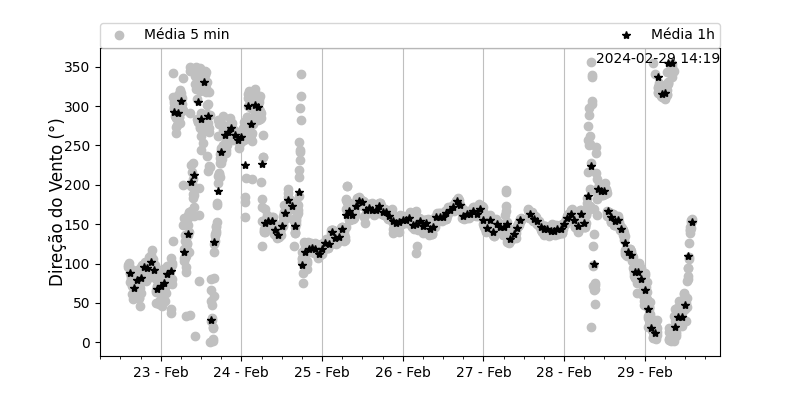 Média 5 min
Média 1h
2024-02-29 14:19
Direção do Vento (°)
350
300
250
200
150
100
50
0
23 - Feb
24 - Feb
25 - Feb
26 - Feb
27 - Feb
28 - Feb
29 - Feb